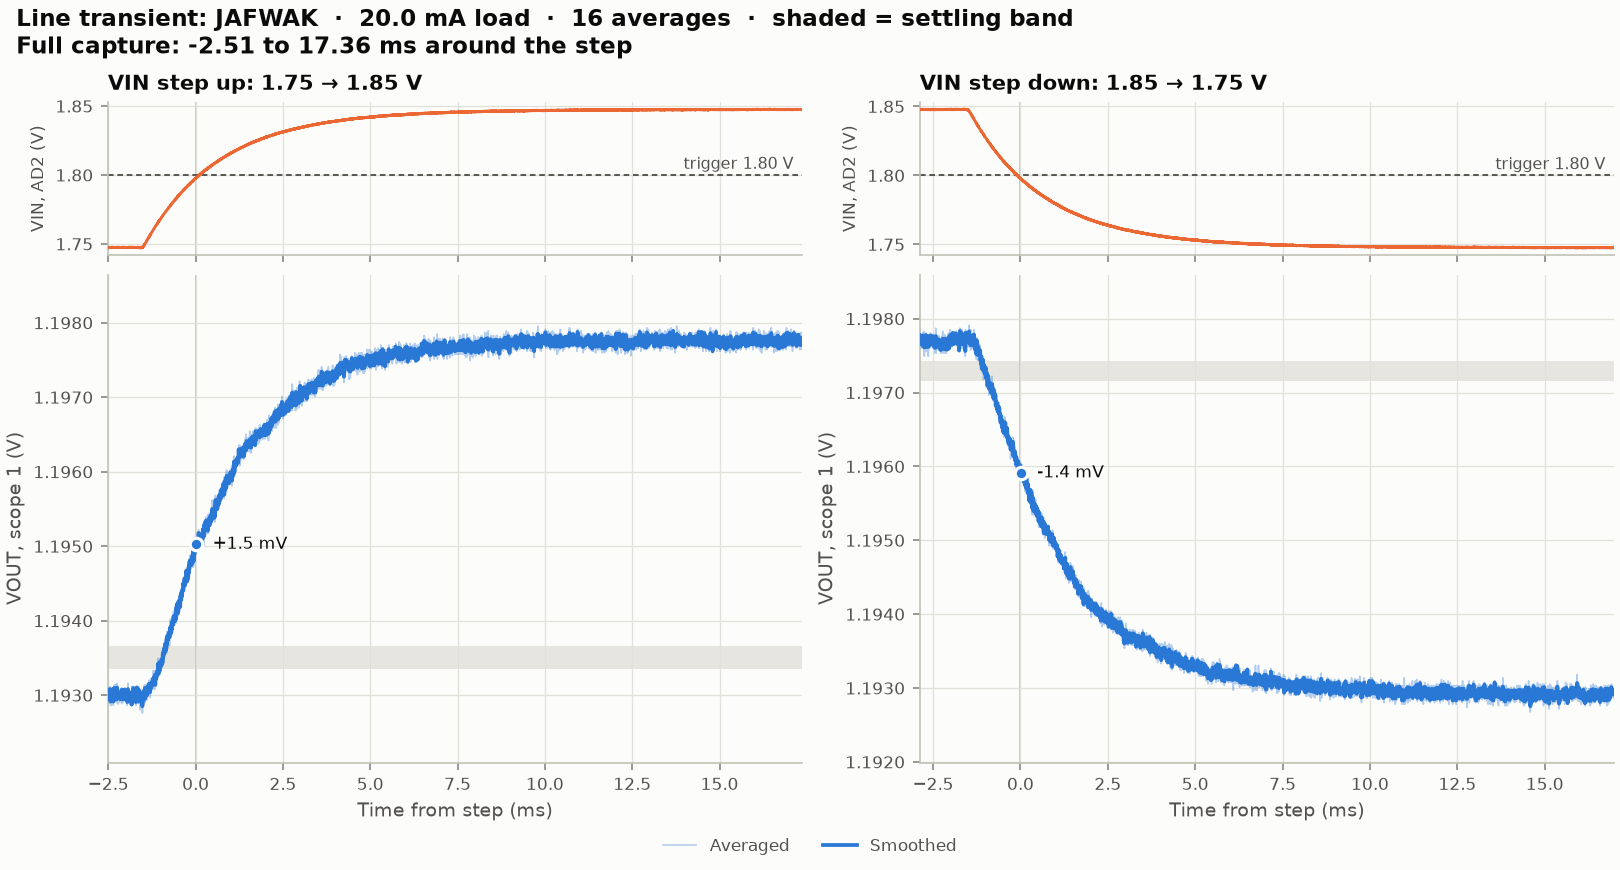 Line transient: JAFWAK · 20.0 mA load · 16 averages · shaded = settling band
Full capture: -2.51 to 17.36 ms around the step
VIN step up: 1.75 → 1.85 V
VIN, AD2 (V)
1.85
1.80
1.75
trigger 1.80 V
VOUT, scope 1 (V)
1.1980
1.1970
1.1960
1.1950
1.1940
1.1930
+1.5 mV
−2.5
0.0
2.5
5.0
7.5
10.0
12.5
15.0
Time from step (ms)
VIN step down: 1.85 → 1.75 V
VIN, AD2 (V)
1.85
1.80
1.75
trigger 1.80 V
VOUT, scope 1 (V)
1.1980
1.1970
1.1960
1.1950
1.1940
1.1930
1.1920
-1.4 mV
−2.5
0.0
2.5
5.0
7.5
10.0
12.5
15.0
Time from step (ms)
Averaged
Smoothed